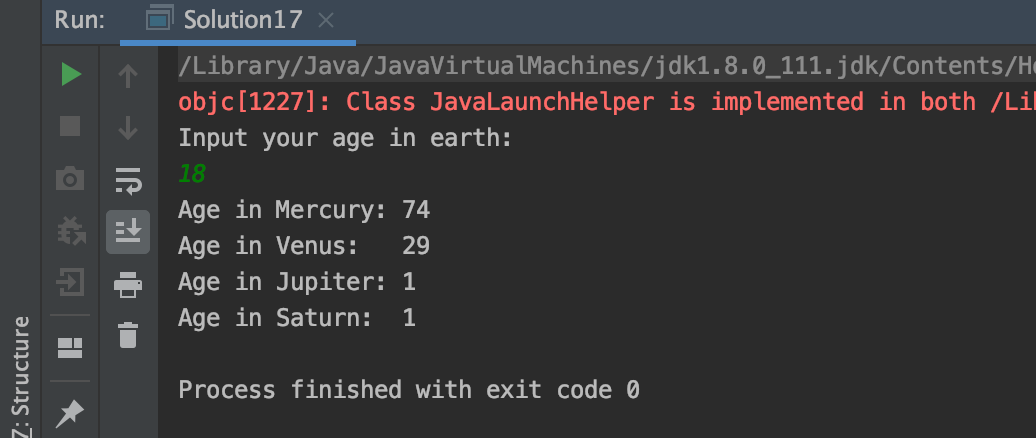 Run: Solution17
/Library/Java/JavaVirtualMachines/jdk1.8.0_111.jdk/Contents/
objc[1227]: Class JavaLaunchHelper is implemented in both
Input your age in earth:
18
Age in Mercury: 74
Age in Venus:   29
Age in Jupiter: 1
Age in Saturn:  1
Process finished with exit code 0
Z: Structure